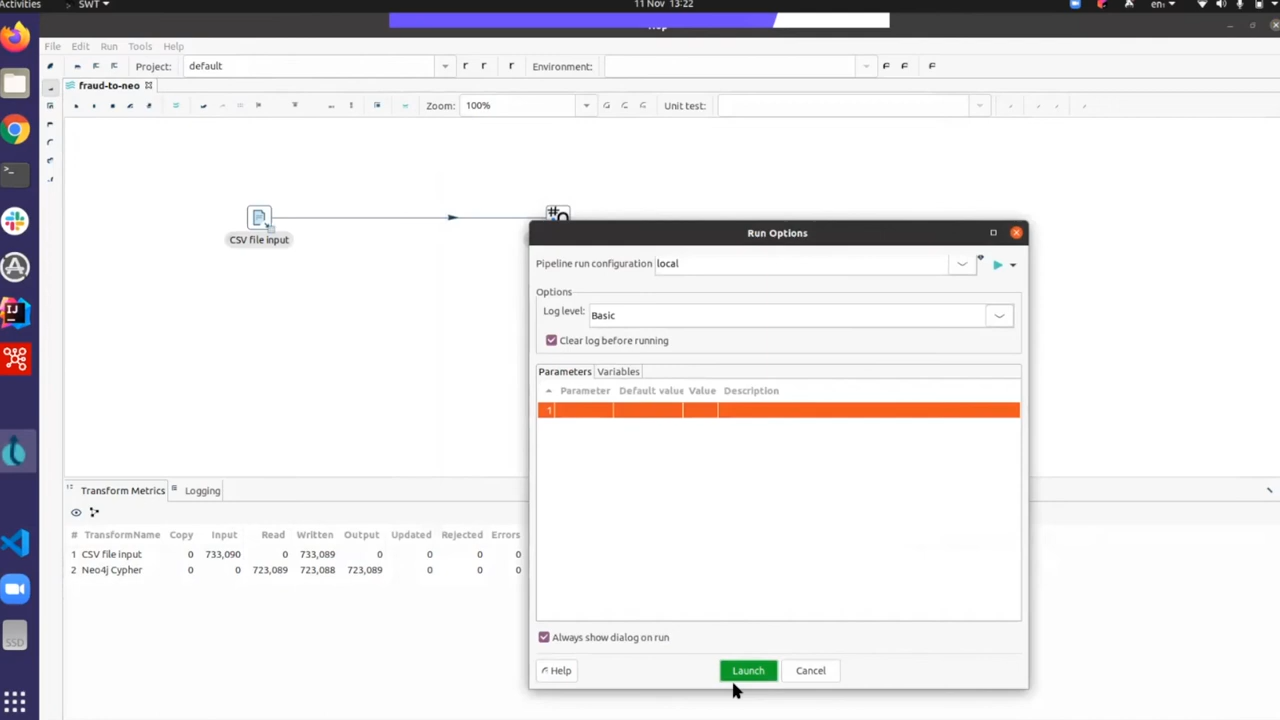 Activities SWT 11 Nov 13:22 en
Hop
File Edit Run Tools Help
Project: default Environment:
fraud-to-neo
Zoom: 100% Unit test:
CSV file input
Run Options
Pipeline run configuration local
Options
Log level: Basic
Clear log before running
Parameters Variables
Parameter Default value Value Description
1
Transform Metrics Logging
# TransformName Copy Input Read Written Output Updated Rejected Errors
1 CSV file input 0 733,090 0 733,089 0 0 0 0
2 Neo4j Cypher 0 0 723,089 723,088 723,089 0 0 0
Always show dialog on run
Help Launch Cancel
SSD